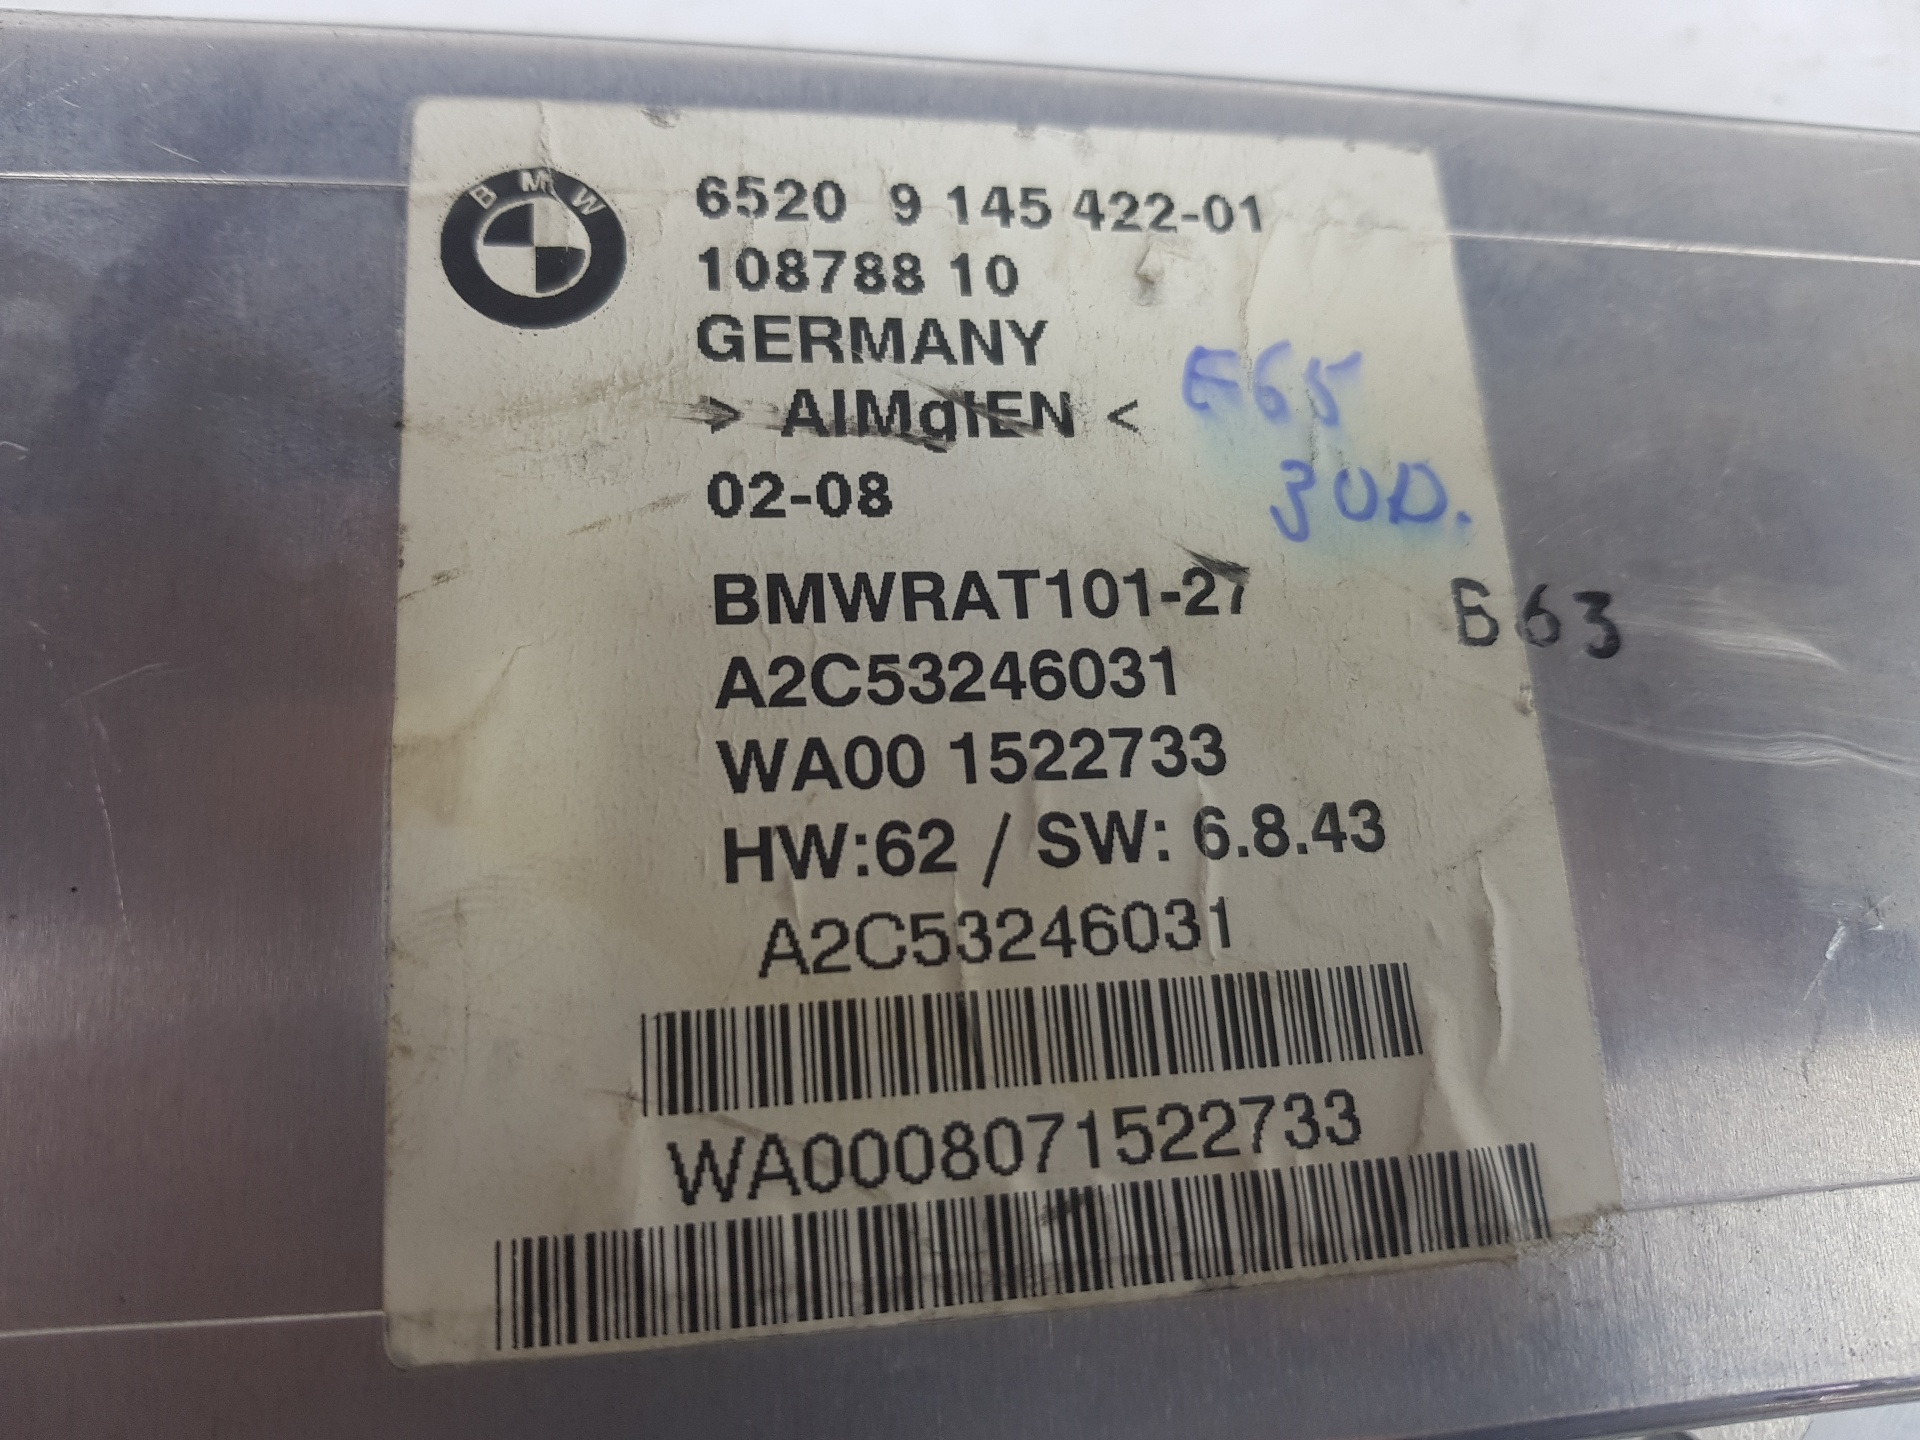 BMW
6520 9 145 422-01
108788 10
GERMANY
> AlMgIEN <
E65
30D.
02-08
BMWRAT101-27
E63
A2C53246031
WA00 1522733
HW:62 / SW: 6.8.43
A2C53246031
WA0008071522733